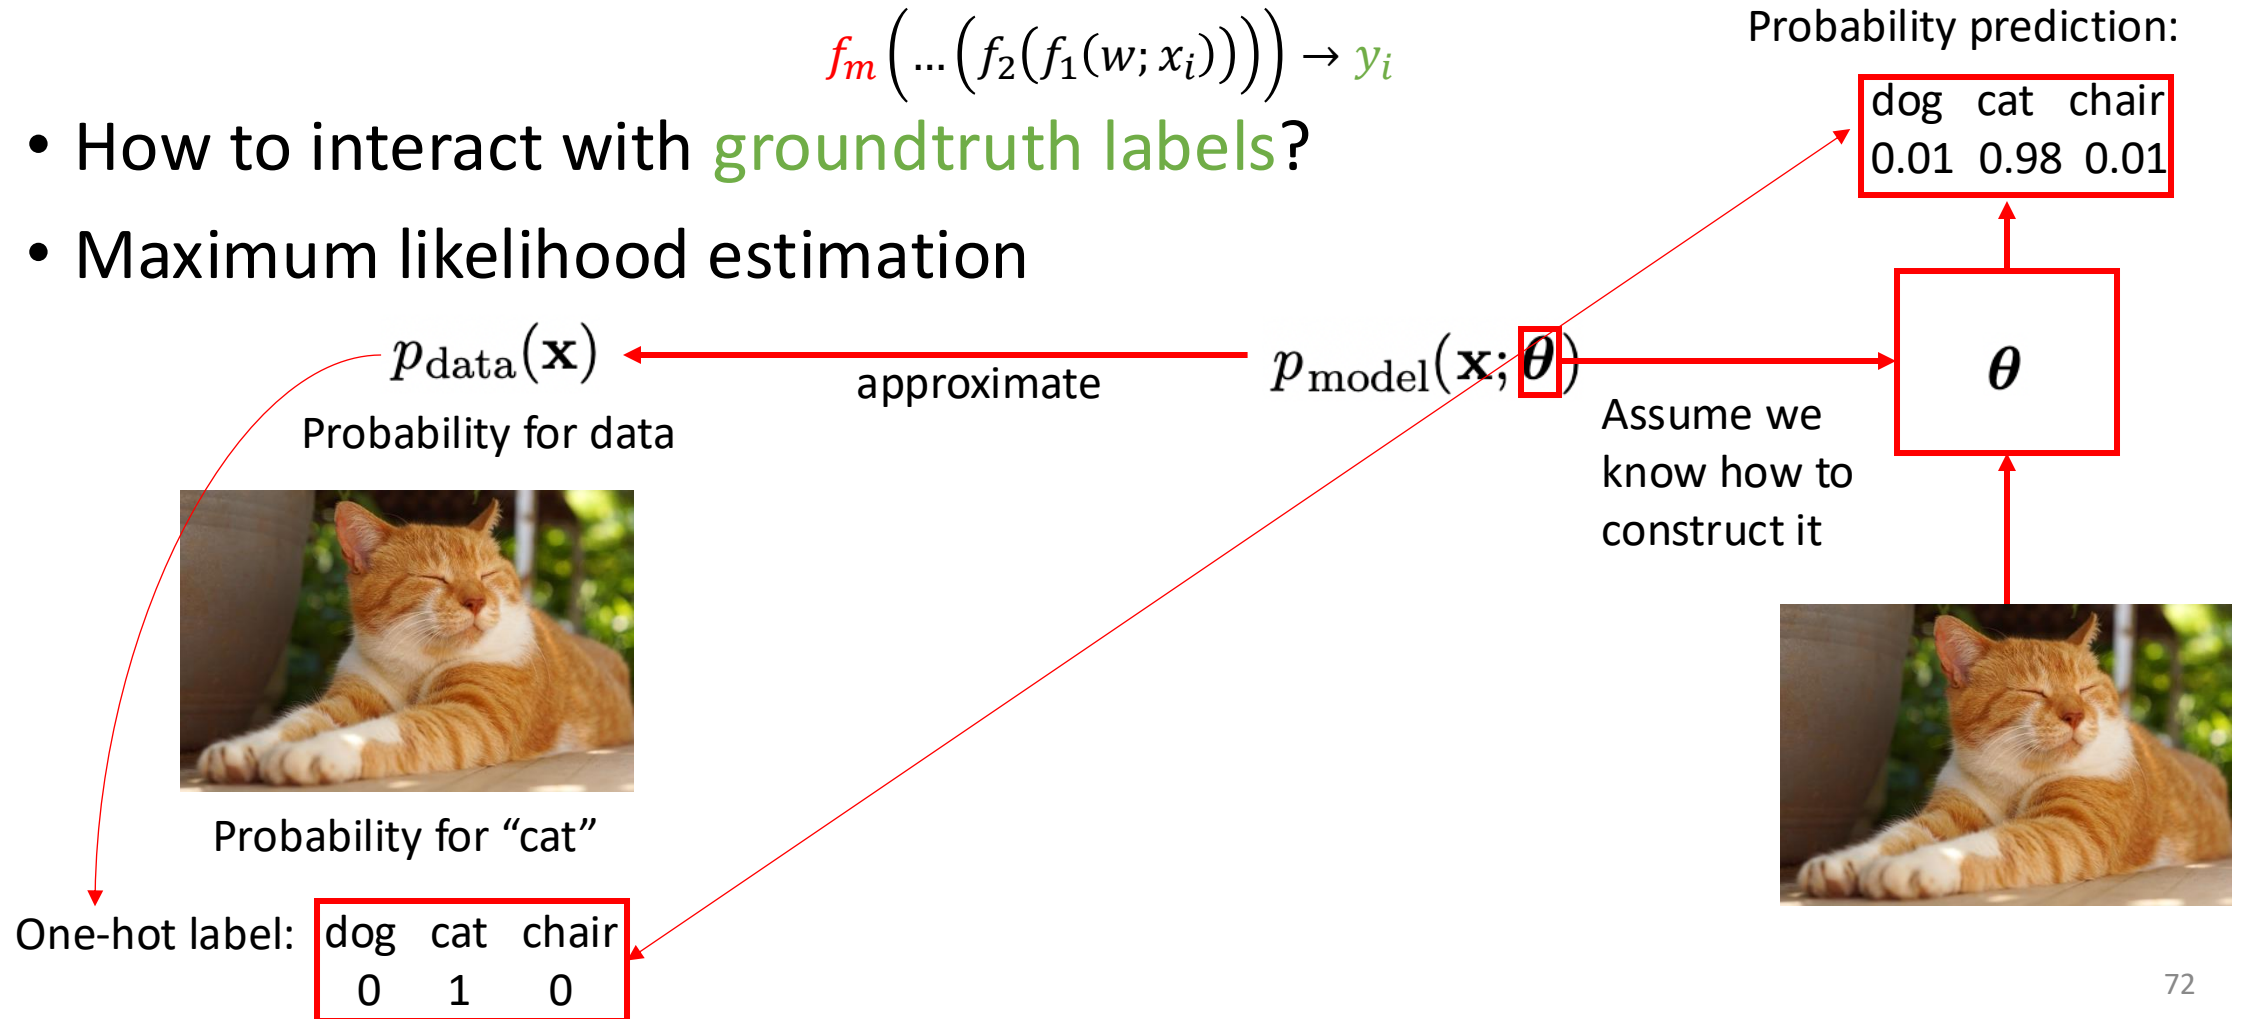 f_m(…(f_2(f_1(w; x_i)))) → y_i
Probability prediction:
dog cat chair
0.01 0.98 0.01
• How to interact with groundtruth labels?
• Maximum likelihood estimation
p_data(x)
approximate
p_model(x; θ)
θ
Probability for data
Assume we
know how to
construct it
Probability for “cat”
One-hot label: dog cat chair
0 1 0
72